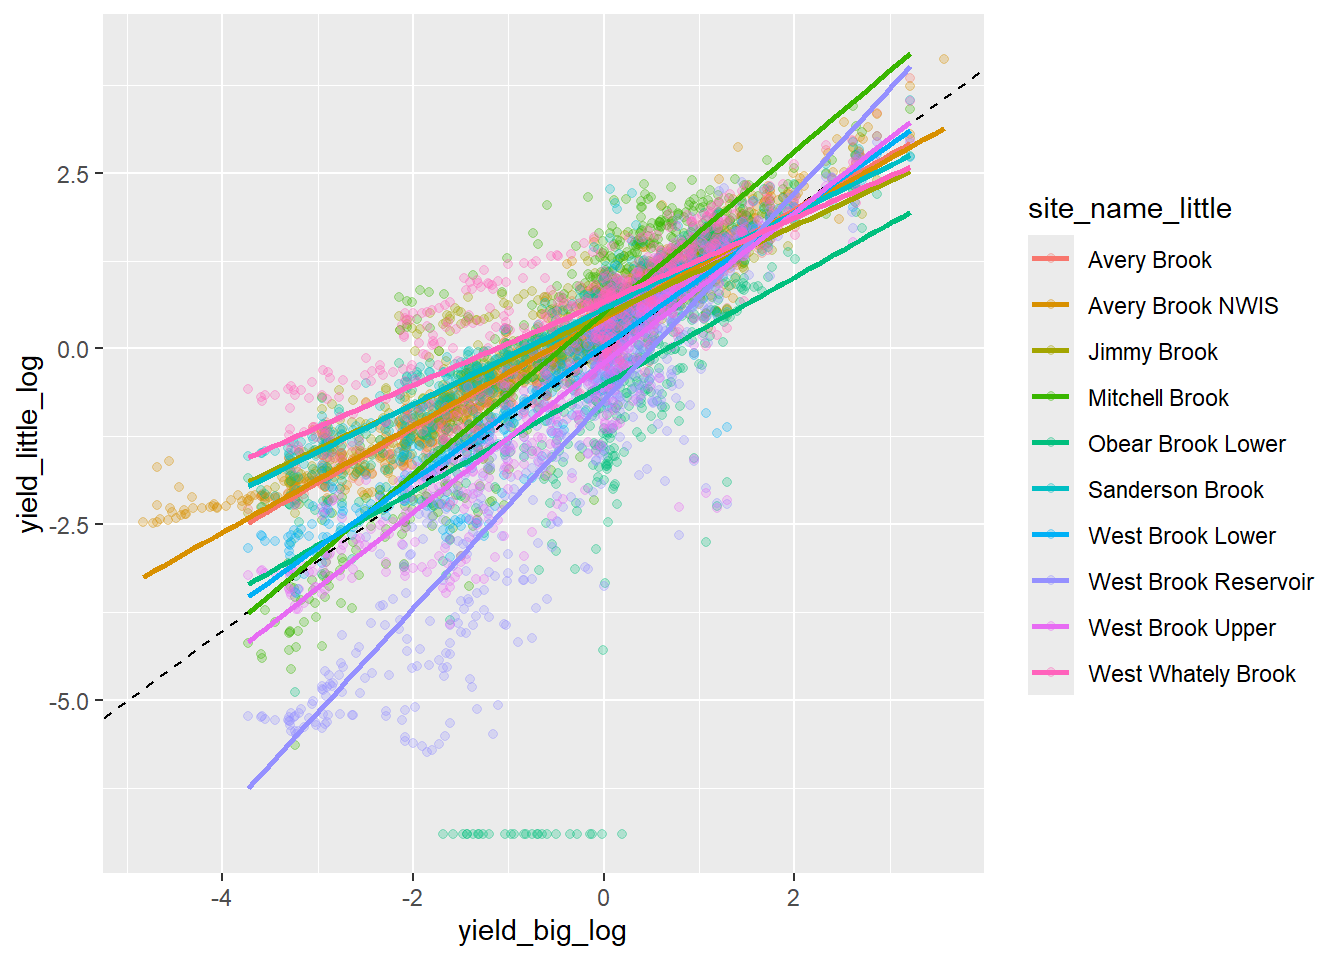 2.5
0.0
-2.5
-5.0
yield_little_log
-4
-2
0
2
yield_big_log
site_name_little
Avery Brook
Avery Brook NWIS
Jimmy Brook
Mitchell Brook
Obear Brook Lower
Sanderson Brook
West Brook Lower
West Brook Reservoir
West Brook Upper
West Whately Brook